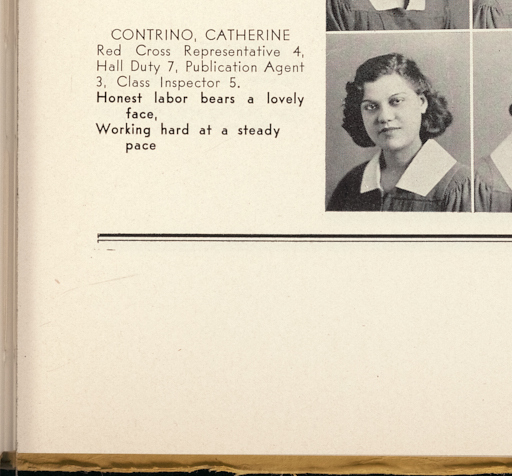 CONTRINO, CATHERINE
Red Cross Representative 4,
Hall Duty 7, Publication Agent
3, Class Inspector 5.
Honest labor bears a lovely
face,
Working hard at a steady
pace